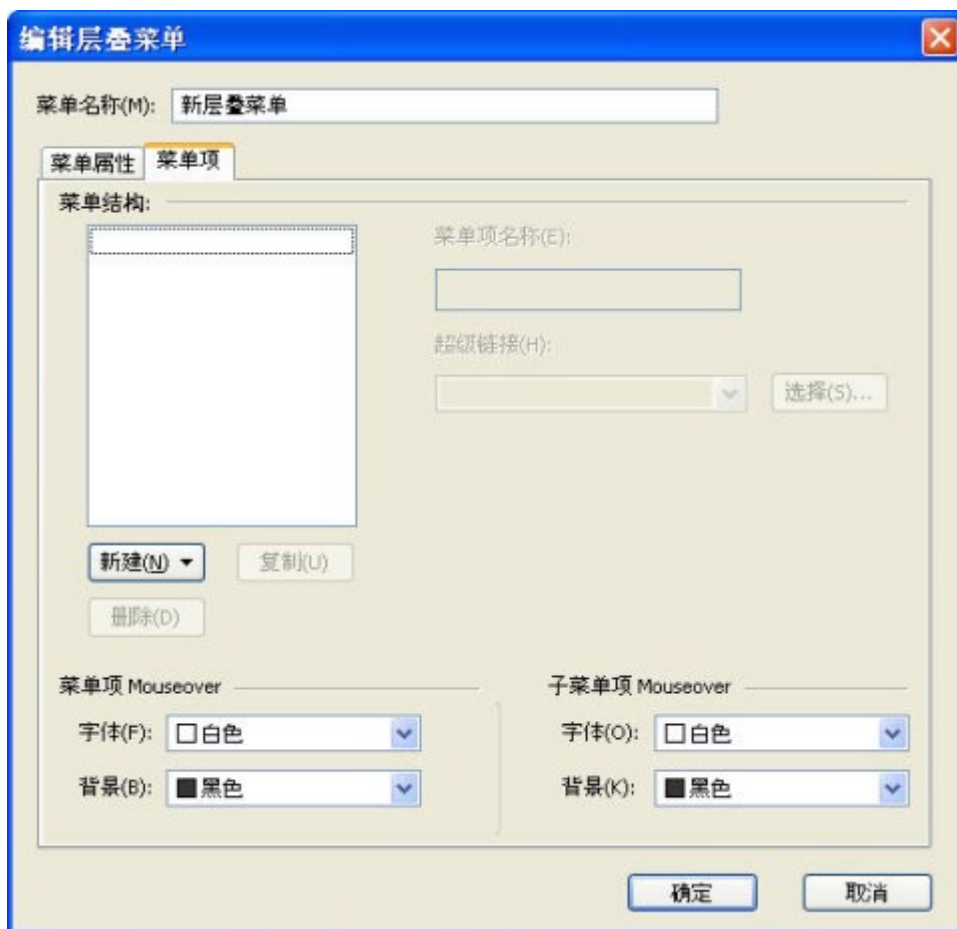 编辑层叠菜单
菜单名称(M): 新层叠菜单
菜单属性 菜单项
菜单结构:
菜单项名称(E):
超级链接(H):
选择(S)...
新建(N) 复制(U)
删除(D)
菜单项 Mouseover 子菜单项 Mouseover
字体(F): 白色 字体(O): 白色
背景(B): 黑色 背景(K): 黑色
确定 取消